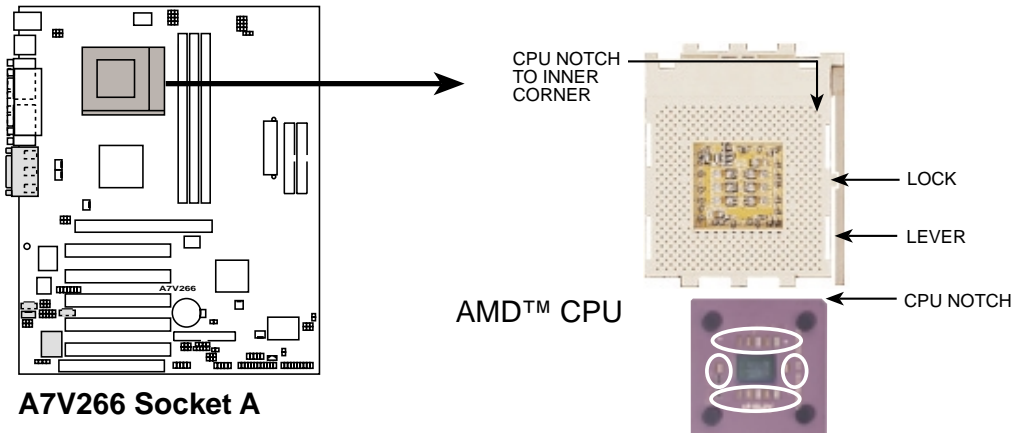 CPU NOTCH
TO INNER
CORNER
LOCK
LEVER
CPU NOTCH
AMD™ CPU
A7V266
A7V266 Socket A